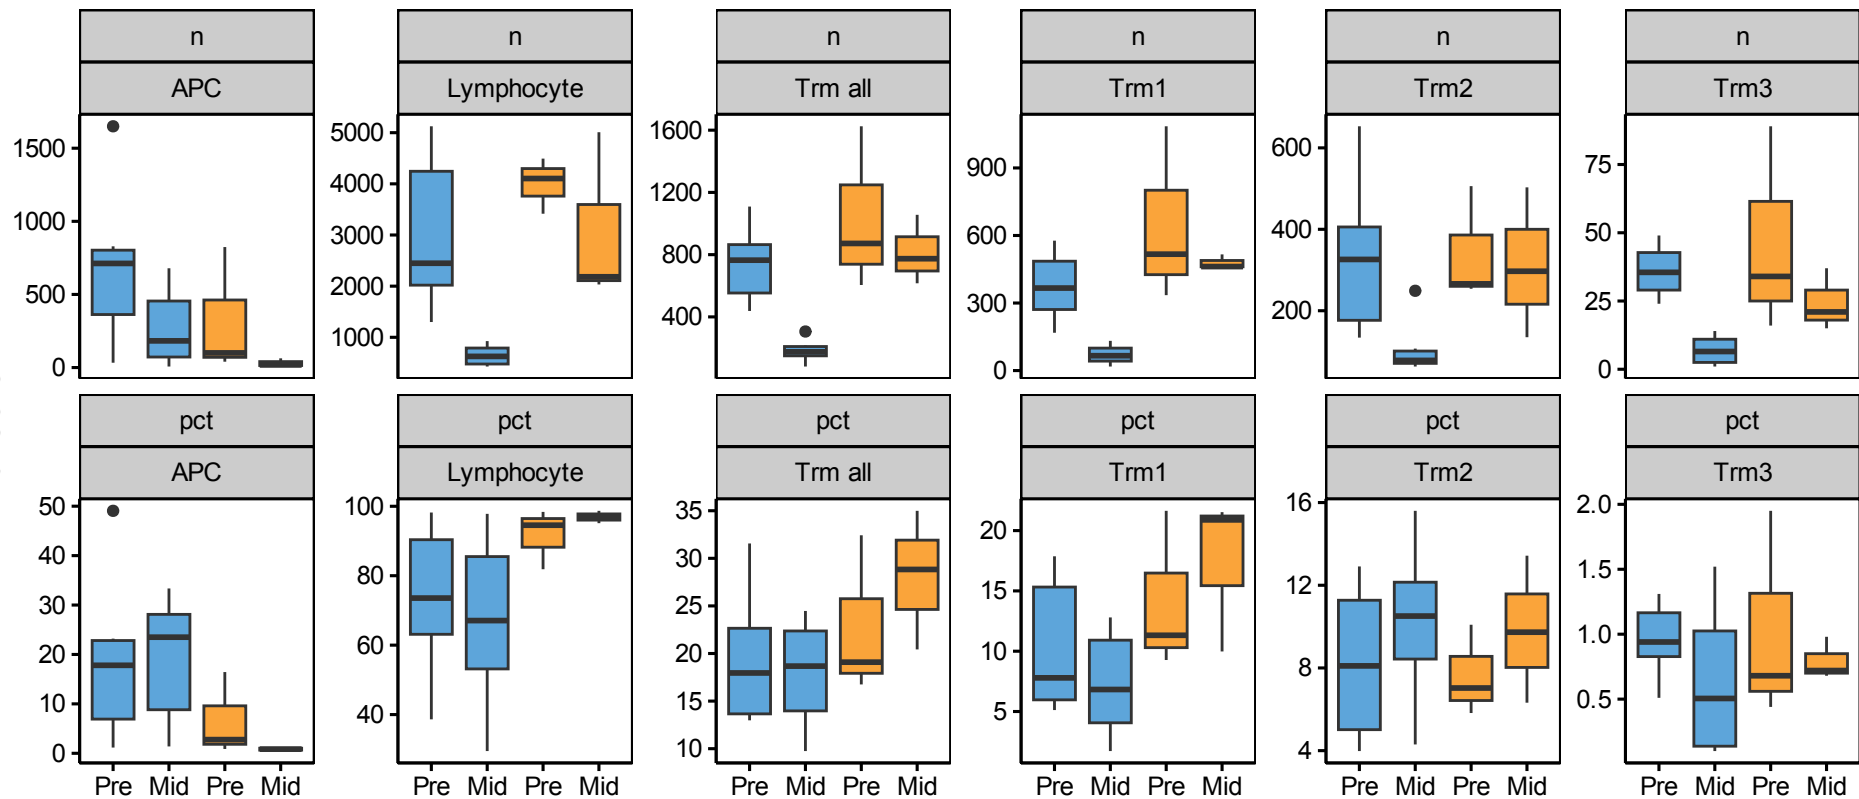 n n n n n n
APC Lymphocyte Trm all Trm1 Trm2 Trm3
1500 1000 500 0
5000 4000 3000 2000 1000
1600 1200 800 400
900 600 300 0
600 400 200
75 50 25 0
pct pct pct pct pct pct
APC Lymphocyte Trm all Trm1 Trm2 Trm3
50 40 30 20 10 0
100 80 60 40
35 30 25 20 15 10
20 15 10 5
16 12 8 4
2.0 1.5 1.0 0.5
Pre Mid Pre Mid Pre Mid Pre Mid Pre Mid Pre Mid Pre Mid Pre Mid Pre Mid Pre Mid Pre Mid Pre Mid